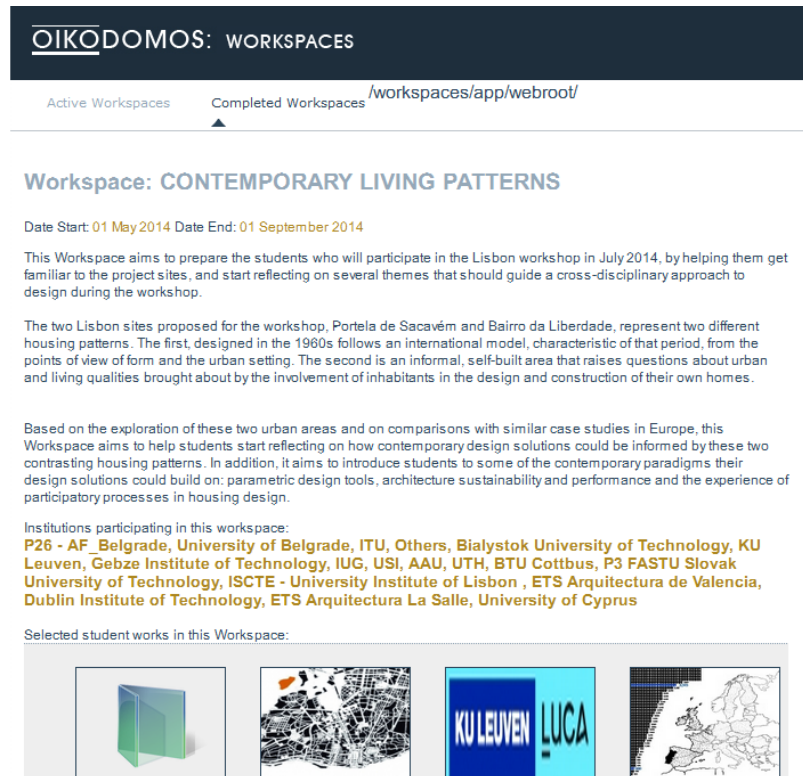 OIKODOMOS: WORKSPACES
Active Workspaces Completed Workspaces /workspaces/app/webroot/
Workspace: CONTEMPORARY LIVING PATTERNS
Date Start: 01 May 2014 Date End: 01 September 2014
This Workspace aims to prepare the students who will participate in the Lisbon workshop in July 2014, by helping them get
familiar to the project sites, and start reflecting on several themes that should guide a cross-disciplinary approach to
design during the workshop.
The two Lisbon sites proposed for the workshop, Portela de Sacavém and Bairro da Liberdade, represent two different
housing patterns. The first, designed in the 1960s follows an international model, characteristic of that period, from the
points of view of form and the urban setting. The second is an informal, self-built area that raises questions about urban
and living qualities brought about by the involvement of inhabitants in the design and construction of their own homes.
Based on the exploration of these two urban areas and on comparisons with similar case studies in Europe, this
Workspace aims to help students start reflecting on how contemporary design solutions could be informed by these two
contrasting housing patterns. In addition, it aims to introduce students to some of the contemporary paradigms their
design solutions could build on: parametric design tools, architecture sustainability and performance and the experience of
participatory processes in housing design.
Institutions participating in this workspace:
P26 - AF_Belgrade, University of Belgrade, ITU, Others, Bialystok University of Technology, KU
Leuven, Gebze Institute of Technology, IUG, USI, AAU, UTH, BTU Cottbus, P3 FASTU Slovak
University of Technology, ISCTE - University Institute of Lisbon , ETS Arquitectura de Valencia,
Dublin Institute of Technology, ETS Arquitectura La Salle, University of Cyprus
Selected student works in this Workspace:
KU LEUVEN LUCA